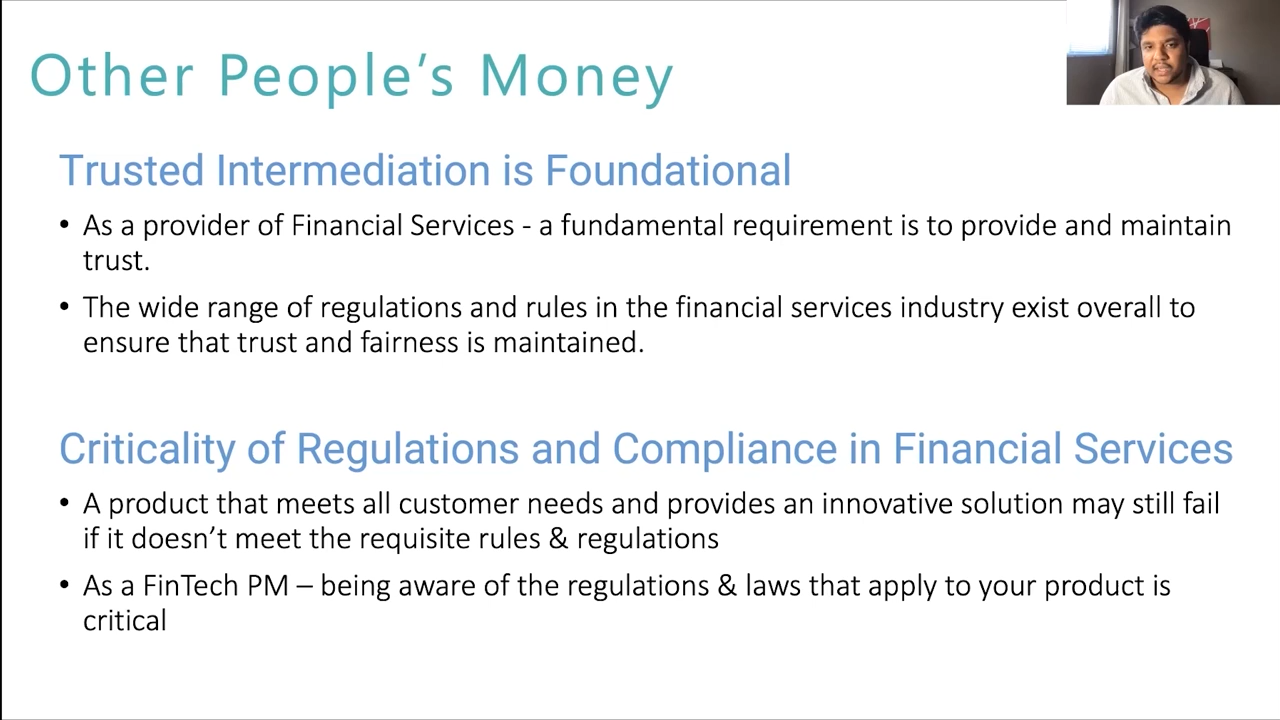 Other People’s Money
Trusted Intermediation is Foundational
• As a provider of Financial Services - a fundamental requirement is to provide and maintain
trust.
• The wide range of regulations and rules in the financial services industry exist overall to
ensure that trust and fairness is maintained.
Criticality of Regulations and Compliance in Financial Services
• A product that meets all customer needs and provides an innovative solution may still fail
if it doesn’t meet the requisite rules & regulations
• As a FinTech PM – being aware of the regulations & laws that apply to your product is
critical